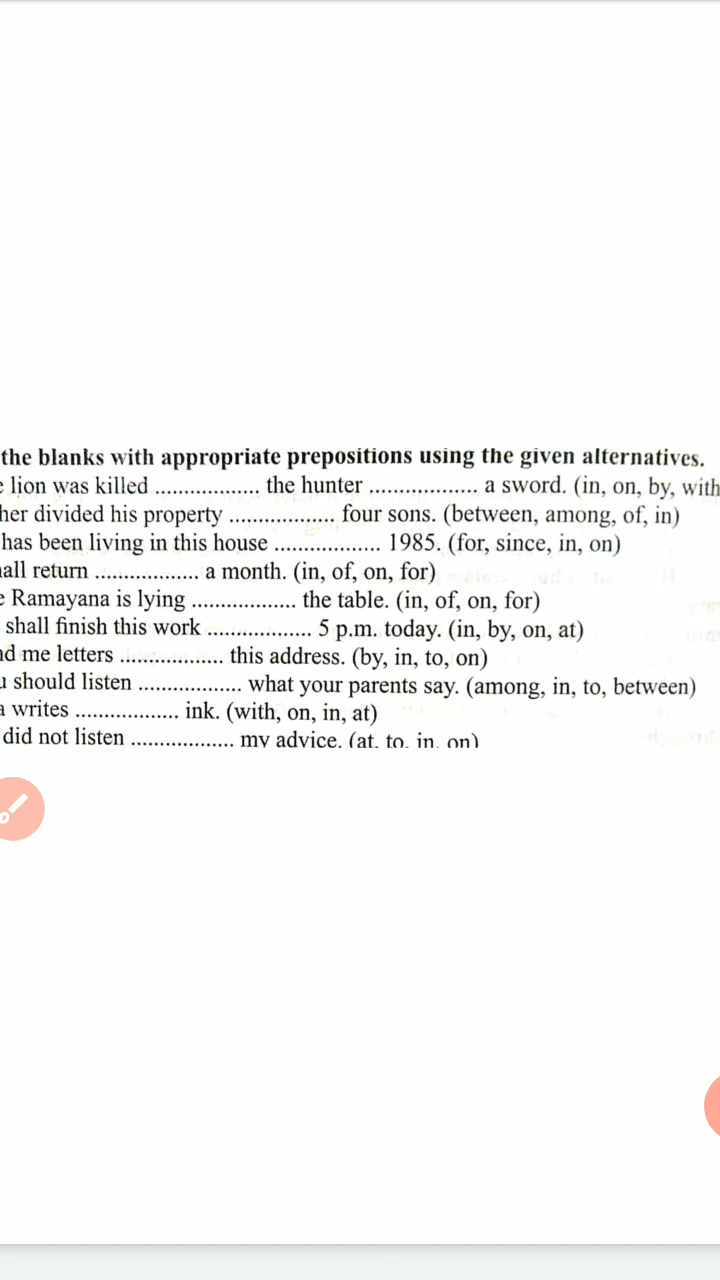 the blanks with appropriate prepositions using the given alternatives.
lion was killed .................. the hunter .................. a sword. (in, on, by, with
her divided his property .................. four sons. (between, among, of, in)
has been living in this house .................. 1985. (for, since, in, on)
all return .................. a month. (in, of, on, for)
e Ramayana is lying .................. the table. (in, of, on, for)
shall finish this work .................. 5 p.m. today. (in, by, on, at)
d me letters .................. this address. (by, in, to, on)
u should listen .................. what your parents say. (among, in, to, between)
a writes .................. ink. (with, on, in, at)
did not listen .................. my advice. (at, to, in, on)